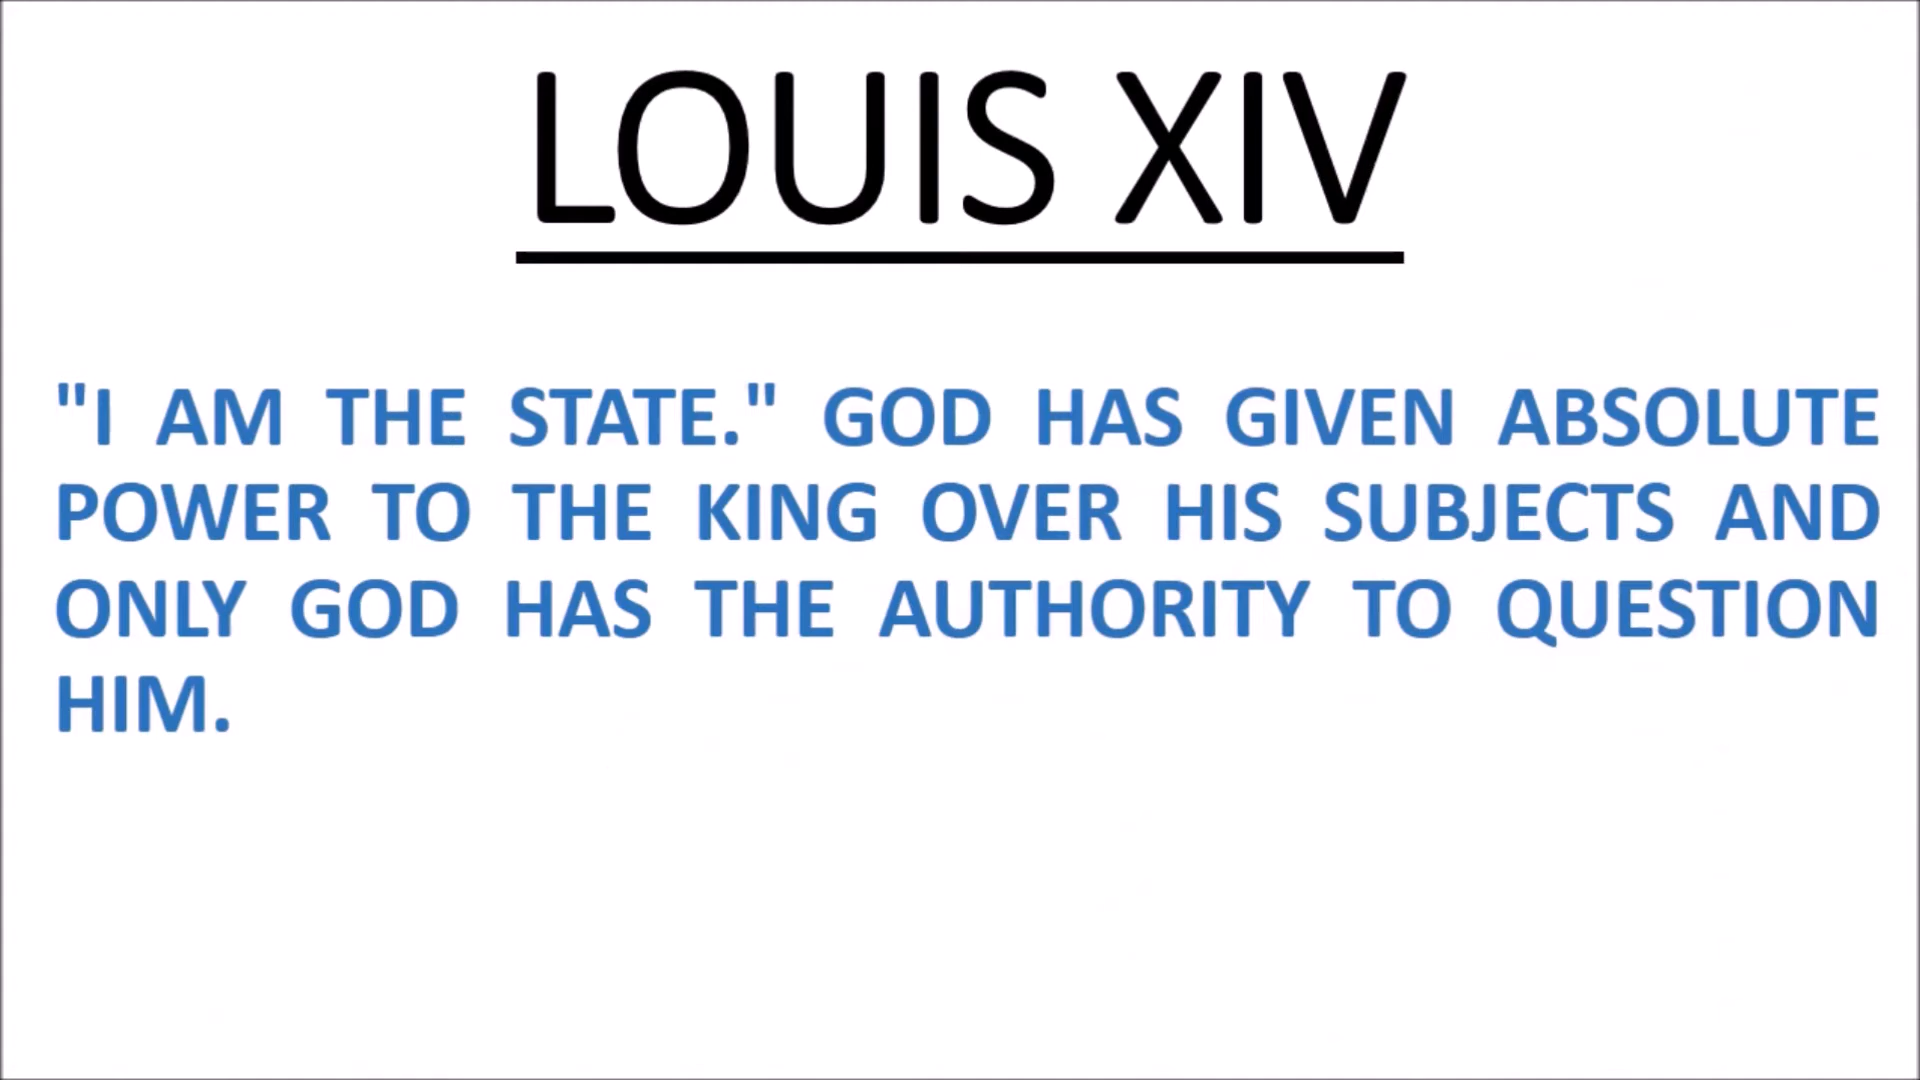 LOUIS XIV
"I AM THE STATE." GOD HAS GIVEN ABSOLUTE
POWER TO THE KING OVER HIS SUBJECTS AND
ONLY GOD HAS THE AUTHORITY TO QUESTION
HIM.